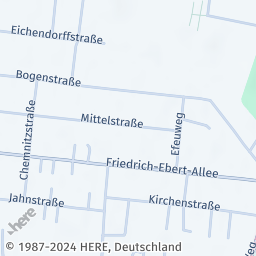 Eichendorffstraße
Bogenstraße
Mittelstraße
Efeuweg
Chemnitzstraße
Friedrich-Ebert-Allee
Jahnstraße
Kirchenstraße
here
© 1987-2024 HERE, Deutschland